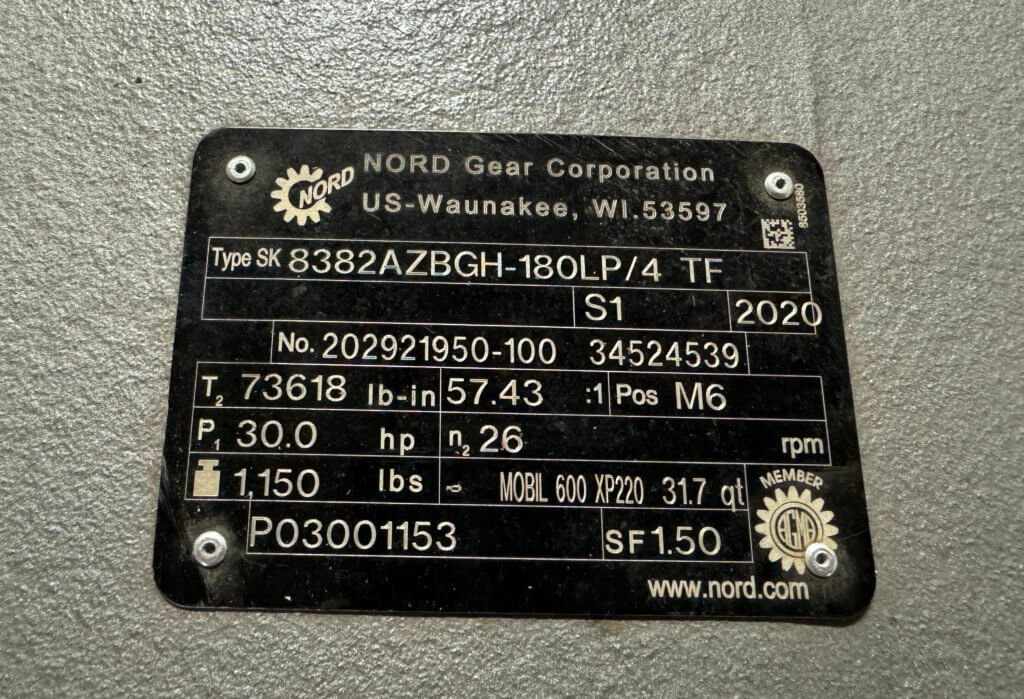 NORD
NORD Gear Corporation
US-Waunakee, WI.53597
8503580
Type SK 8382AZBGH-180LP/4 TF
S1 2020
No. 202921950-100 34524539
T2 73618 lb-in 57.43 :1 Pos M6
P1 30.0 hp n2 26 rpm
1,150 lbs MOBIL 600 XP220 31.7 qt
MEMBER
AGMA
P03001153 SF 1.50
www.nord.com